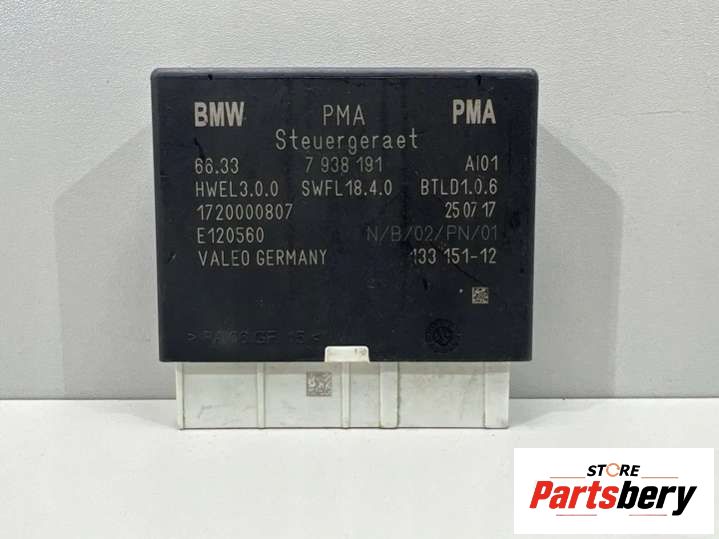 BMW PMA PMA
Steuergeraet
66.33 7 938 191 AI01
HWEL3.0.0 SWFL18.4.0 BTLD1.0.6
1720000807 25 07 17
E120560 N/B/02/PN/01
VALEO GERMANY 133 151-12
STORE
Partsbery